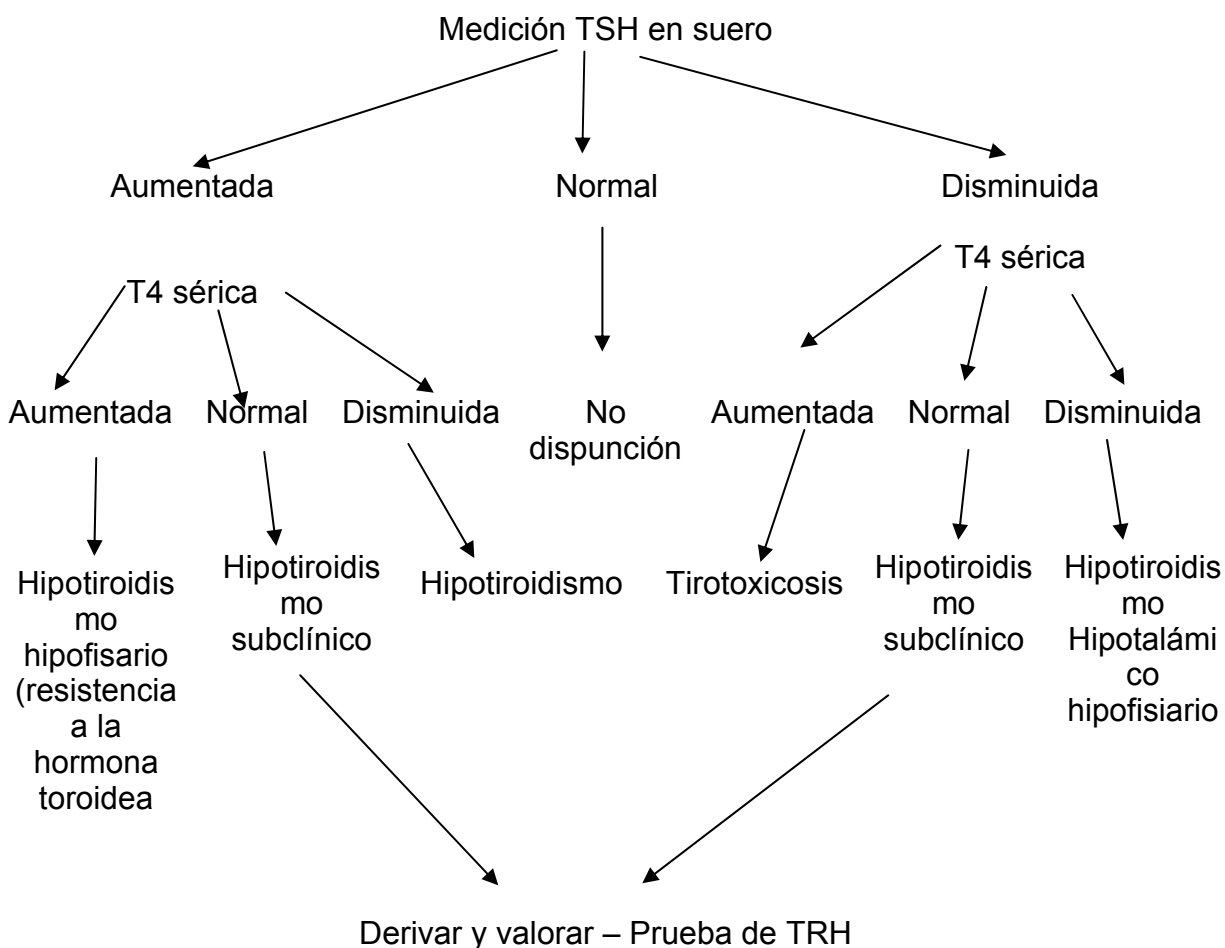 Medición TSH en suero
Aumentada
Normal
Disminuida
T4 sérica
T4 sérica
Aumentada
Normal
Disminuida
No
dispunción
Aumentada
Normal
Disminuida
Hipotiroidis
mo
hipofisario
(resistencia
a la
hormona
toroidea
Hipotiroidis
mo
subclínico
Hipotiroidismo
Tirotoxicosis
Hipotiroidis
mo
subclínico
Hipotiroidis
mo
Hipotalámi
co
hipofisiario
Derivar y valorar – Prueba de TRH